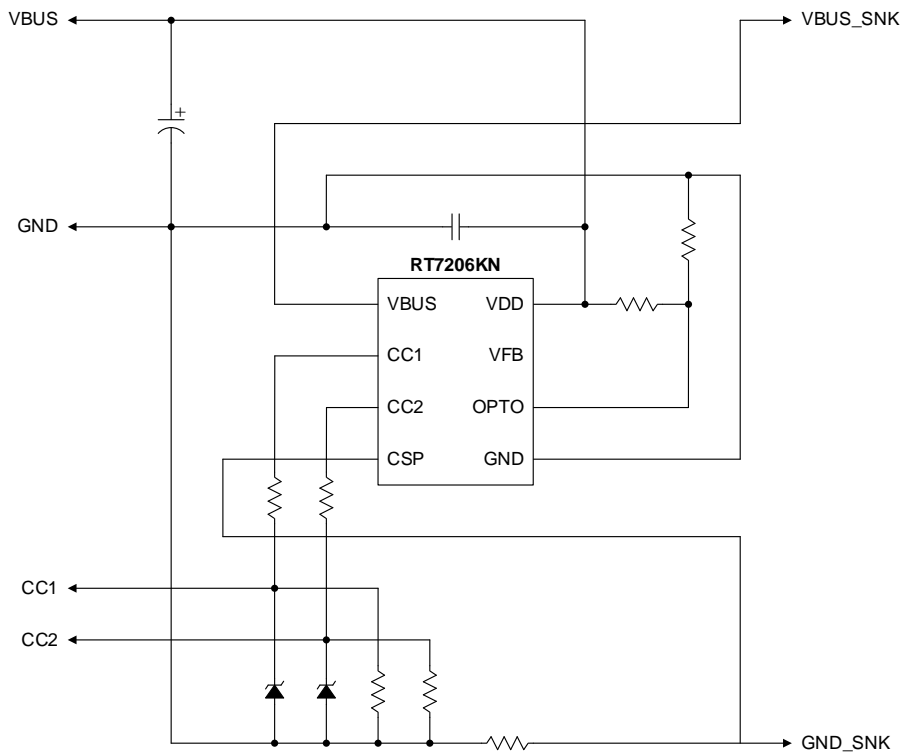 VBUS
VBUS_SNK
+
GND
RT7206KN
VBUS
VDD
CC1
VFB
CC2
OPTO
CSP
GND
CC1
CC2
GND_SNK